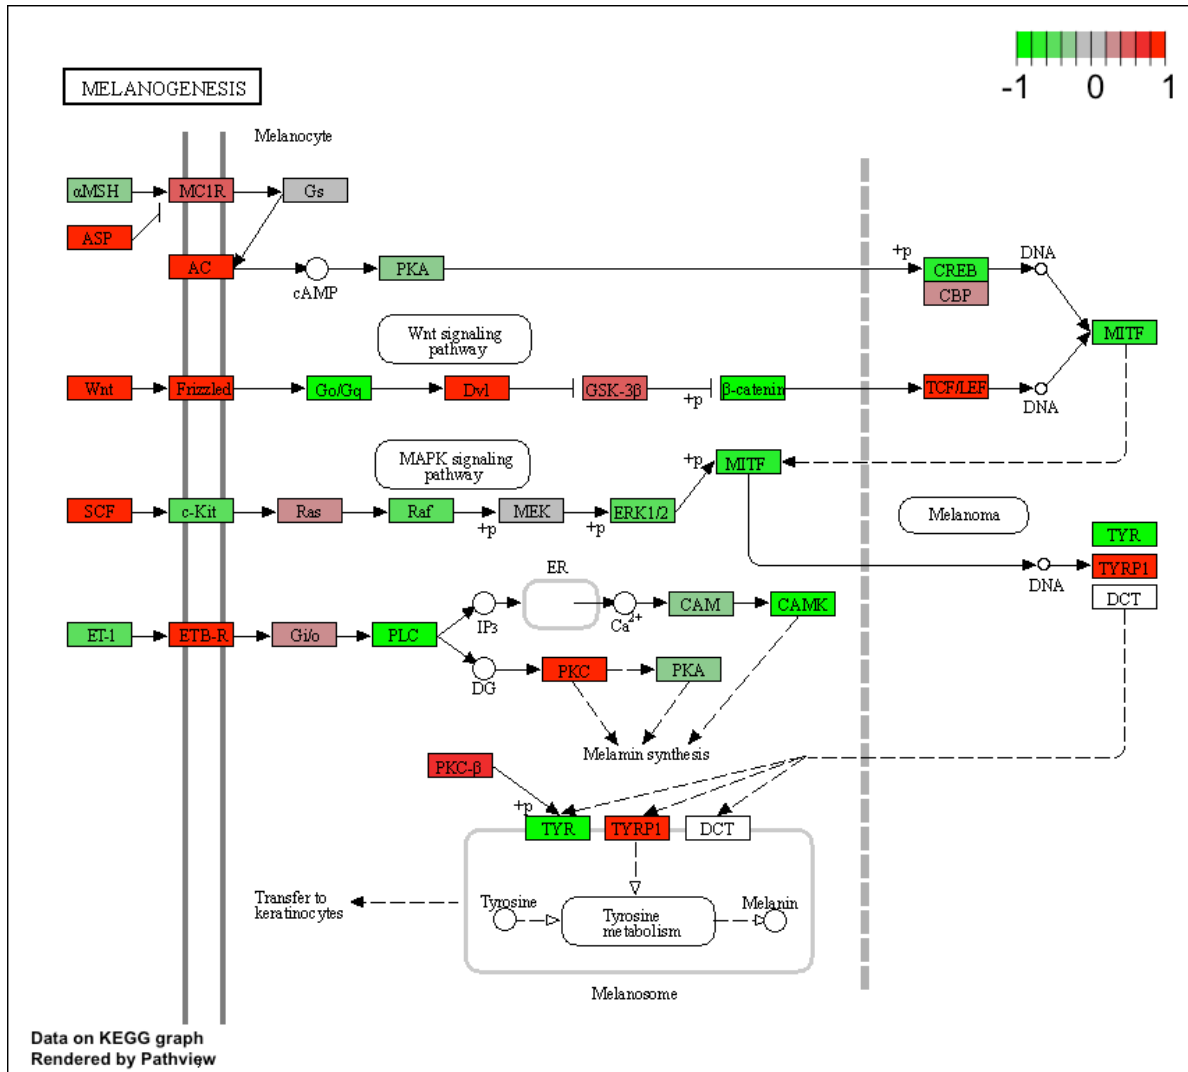 -1 0 1
MELANOGENESIS
Melanocyte
αMSH MC1R Gs
ASP
AC cAMP PKA +p CREB DNA
CBP
Wnt signaling
pathway
MITF
Wnt Frizzled Go/Gq Dvl GSK-3β +p β-catenin TCF/LEF DNA
MAPK signaling
pathway
+p MITF
SCF c-Kit Ras Raf +p MEK +p ERK1/2 Melanoma
TYR
DNA TYRP1
DCT
ER
IP3 Ca2+ CAM CAMK
ET-1 ETB-R Gi/o PLC
DG PKC PKA
Melamin synthesis
PKC-β
+p
TYR TYRP1 DCT
Transfer to
keratinocytes
Tyrosine Melanin
Tyrosine
metabolism
Melanosome
Data on KEGG graph
Rendered by Pathview